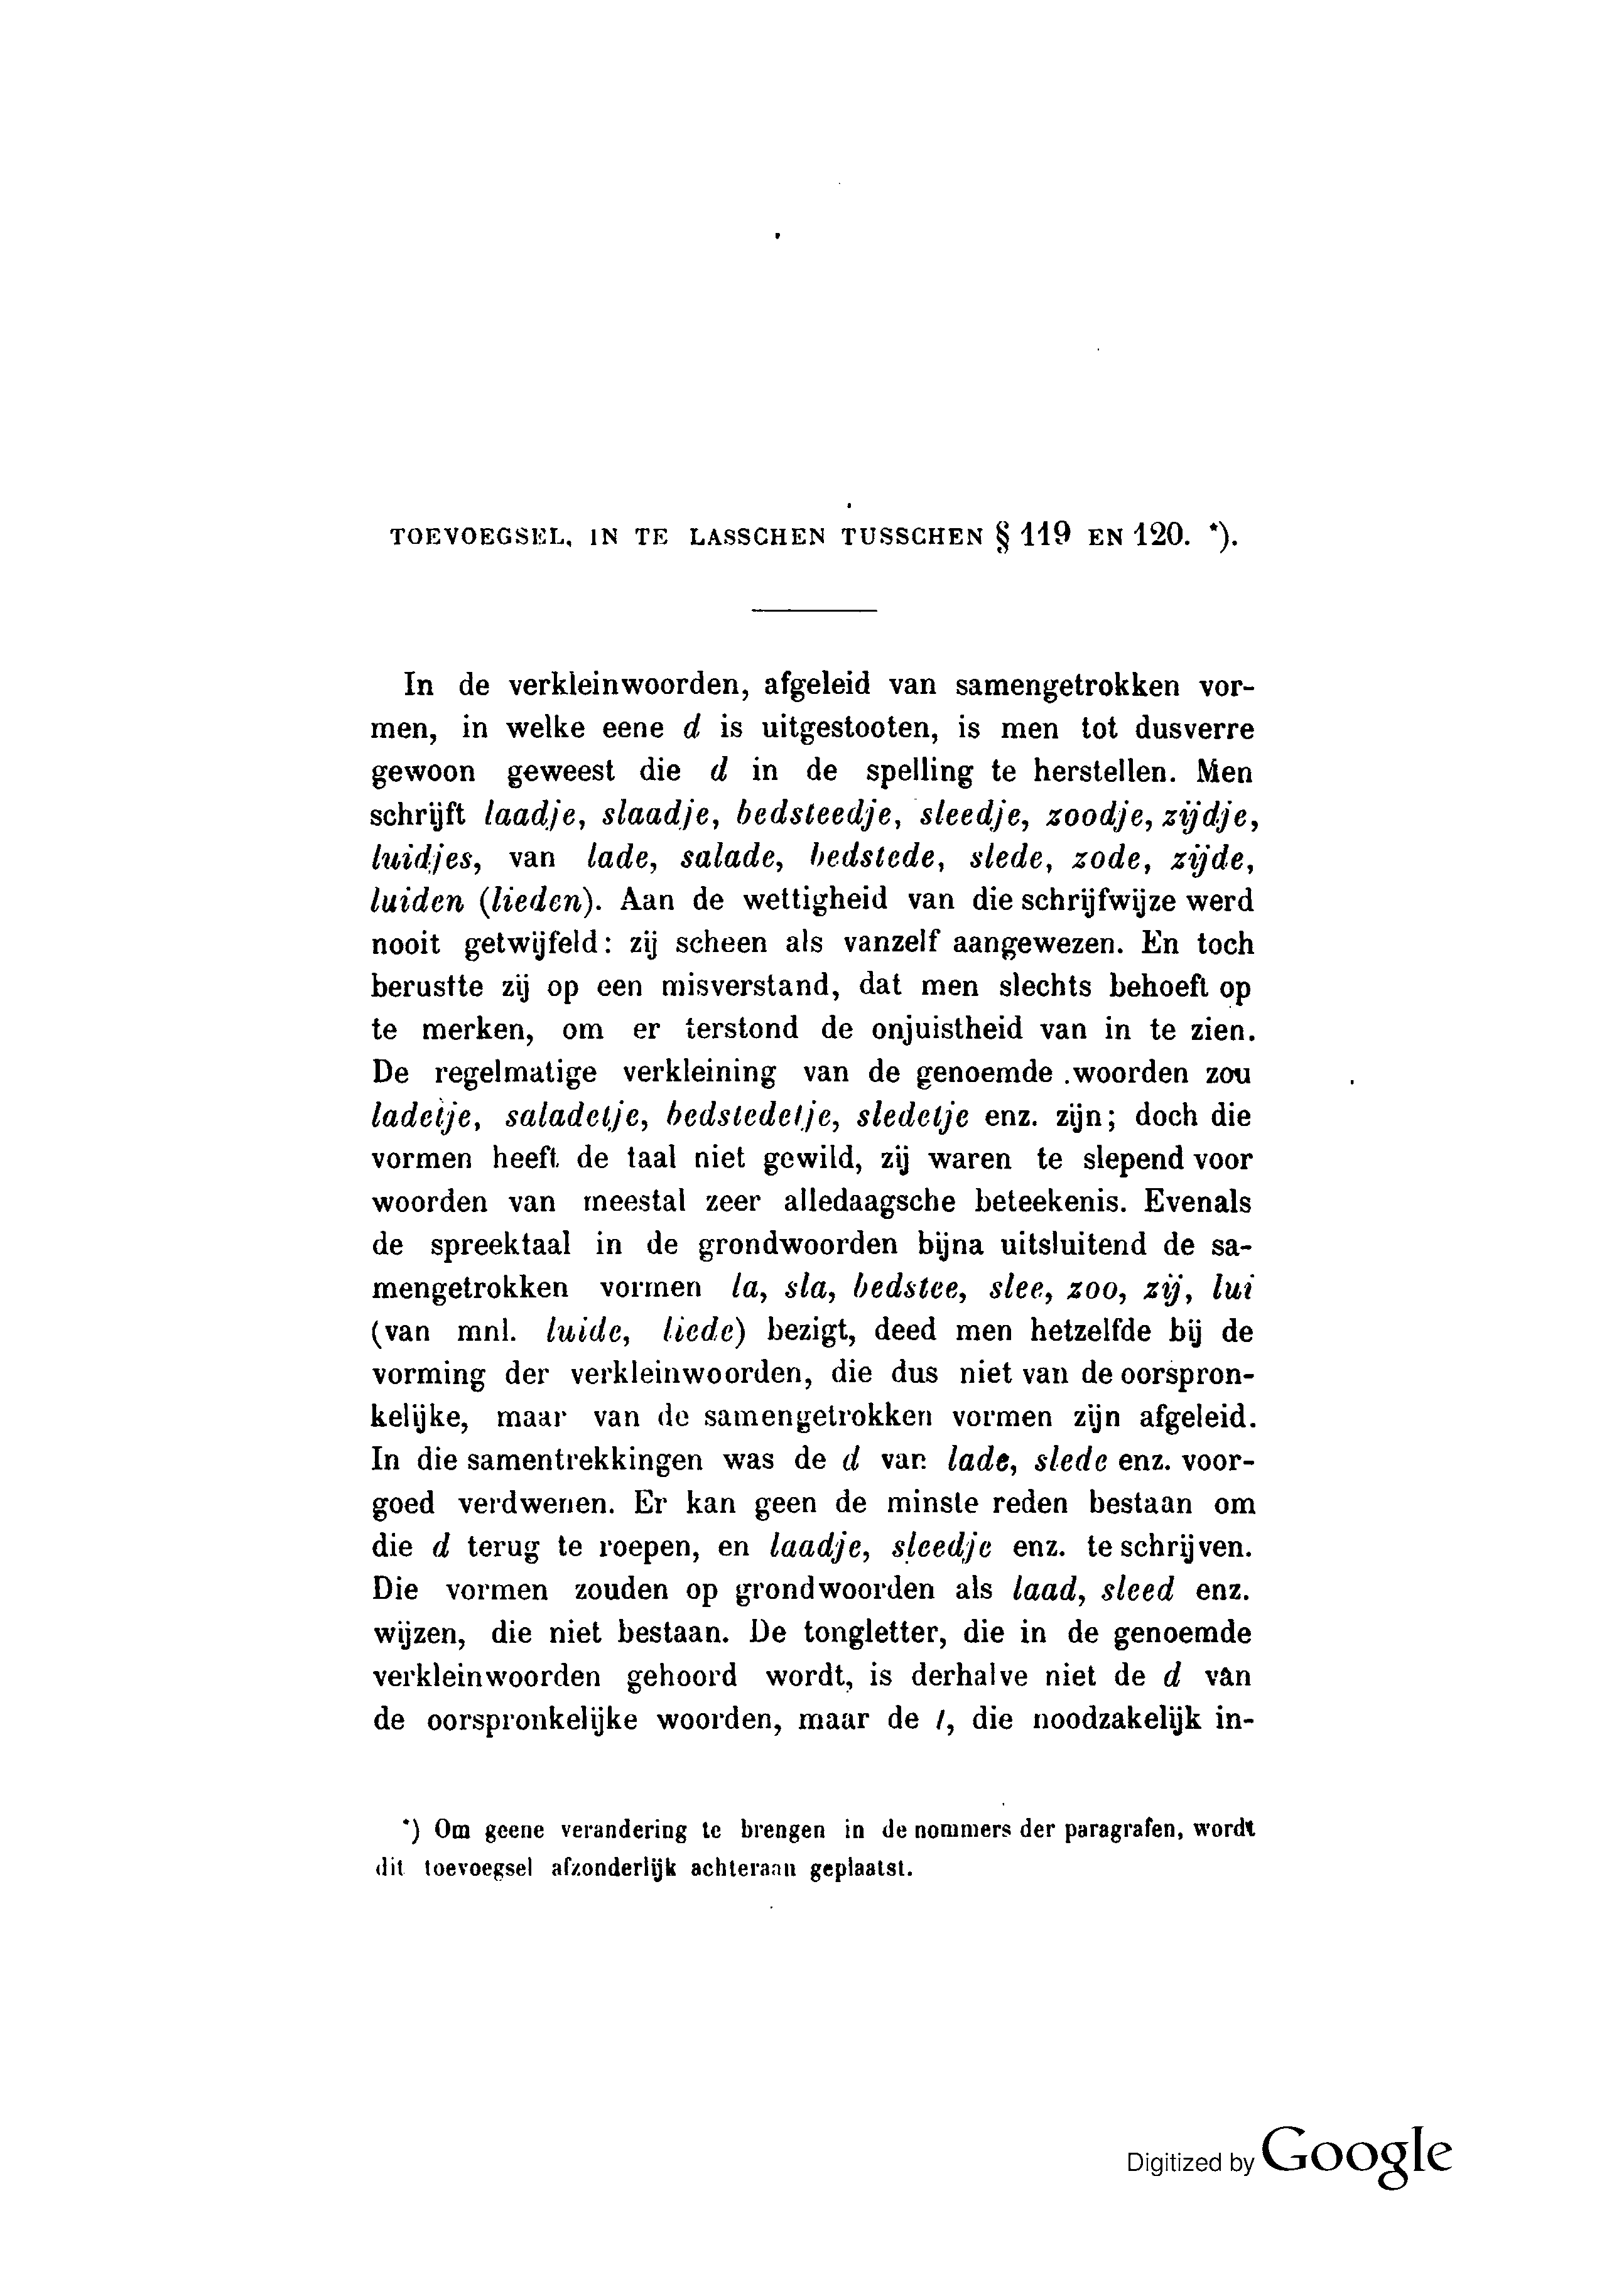 TOEVOEGSEL, IN TE LASSCHEN TUSSCHEN § 119 EN 120. *).
In de verkleinwoorden, afgeleid van samengetrokken vor-
men, in welke eene d is uitgestooten, is men tot dusverre
gewoon geweest die d in de spelling te herstellen. Men
schrijft laadje, slaadje, bedsteedje, sleedje, zoodje, zijdje,
luidjes, van lade, salade, bedstede, slede, zode, zijde,
luiden (lieden). Aan de wettigheid van die schrijfwijze werd
nooit getwijfeld: zij scheen als vanzelf aangewezen. En toch
berustte zij op een misverstand, dat men slechts behoeft op
te merken, om er terstond de onjuistheid van in te zien.
De regelmatige verkleining van de genoemde woorden zou
ladetje, saladetje, bedstedetje, sledetje enz. zijn; doch die
vormen heeft de taal niet gewild, zij waren te slepend voor
woorden van meestal zeer alledaagsche beteekenis. Evenals
de spreektaal in de grondwoorden bijna uitsluitend de sa-
mengetrokken vormen la, sla, bedstee, slee, zoo, zij, lui
(van mnl. luide, liede) bezigt, deed men hetzelfde bij de
vorming der verkleinwoorden, die dus niet van de oorspron-
kelijke, maar van de samengetrokken vormen zijn afgeleid.
In die samentrekkingen was de d van lade, slede enz. voor-
goed verdwenen. Er kan geen de minste reden bestaan om
die d terug te roepen, en laadje, sleedje enz. te schrijven.
Die vormen zouden op grondwoorden als laad, sleed enz.
wijzen, die niet bestaan. De tongletter, die in de genoemde
verkleinwoorden gehoord wordt, is derhalve niet de d van
de oorspronkelijke woorden, maar de t, die noodzakelijk in-
*) Om geene verandering te brengen in de nommers der paragrafen, wordt
dit toevoegsel afzonderlijk achteraan geplaatst.
Digitized by Google